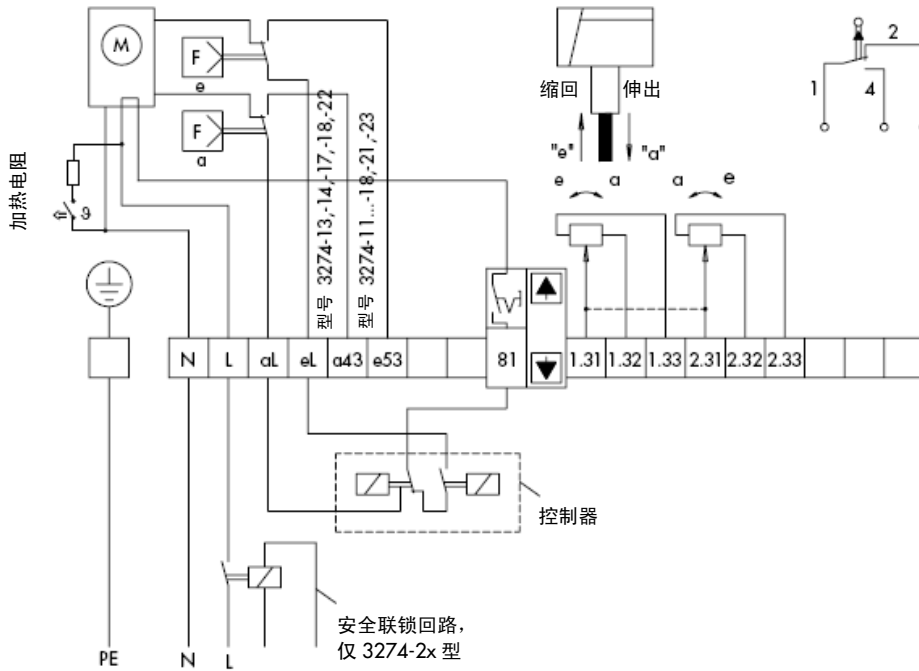 M
F
e
F
a
加热电阻
ϑ
型号 3274-13,-14,-17,-18,-22
型号 3274-11...-18,-21,-23
缩回 伸出
"e" "a"
e a a e
2
1 4
N L aL eL a43 e53 81 1.31 1.32 1.33 2.31 2.32 2.33
控制器
安全联锁回路，
仅 3274-2x 型
PE N L